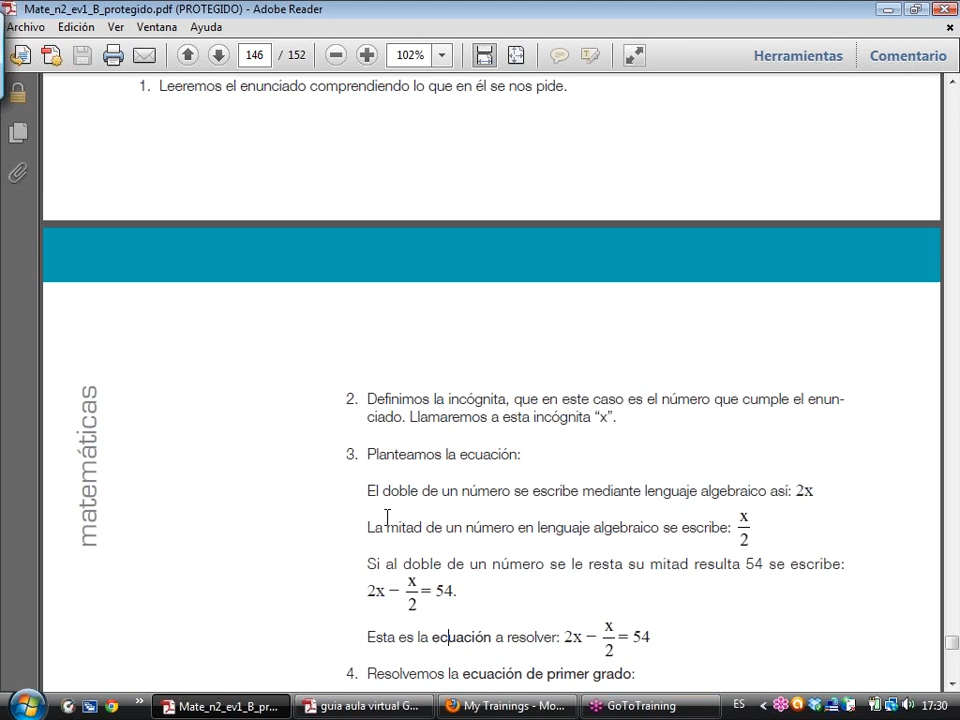 Mate_n2_ev1_B_protegido.pdf (PROTEGIDO) - Adobe Reader
Archivo Edición Ver Ventana Ayuda
146 / 152 102% Herramientas Comentario
1. Leeremos el enunciado comprendiendo lo que en él se nos pide.
matemáticas
2. Definimos la incógnita, que en este caso es el número que cumple el enun-
ciado. Llamaremos a esta incógnita “x”.
3. Planteamos la ecuación:
El doble de un número se escribe mediante lenguaje algebraico así: 2x
La mitad de un número en lenguaje algebraico se escribe: x/2
Si al doble de un número se le resta su mitad resulta 54 se escribe:
2x − x/2 = 54.
Esta es la ecuación a resolver: 2x − x/2 = 54
4. Resolvemos la ecuación de primer grado:
Mate_n2_ev1_B_pr... guia aula virtual G... My Trainings - Mo... GoToTraining ES 17:30